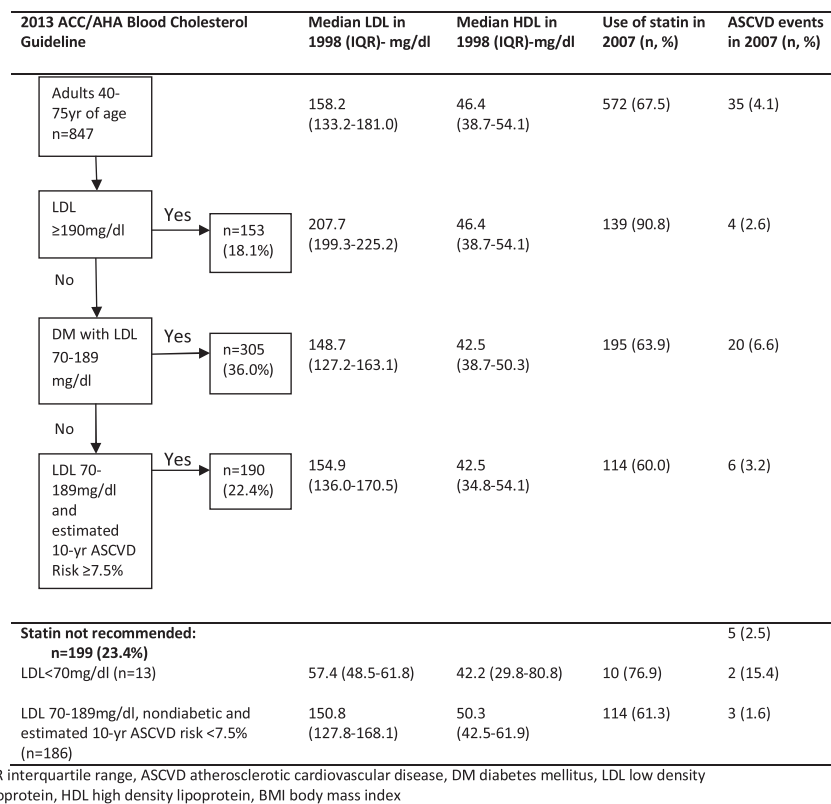 2013 ACC/AHA Blood Cholesterol Guideline
Median LDL in 1998 (IQR)- mg/dl
Median HDL in 1998 (IQR)-mg/dl
Use of statin in 2007 (n, %)
ASCVD events in 2007 (n, %)
Adults 40-
75yr of age
n=847
158.2
(133.2-181.0)
46.4
(38.7-54.1)
572 (67.5)
35 (4.1)
LDL
≥190mg/dl
Yes
n=153
(18.1%)
207.7
(199.3-225.2)
46.4
(38.7-54.1)
139 (90.8)
4 (2.6)
No
DM with LDL
70-189
mg/dl
Yes
n=305
(36.0%)
148.7
(127.2-163.1)
42.5
(38.7-50.3)
195 (63.9)
20 (6.6)
No
LDL 70-
189mg/dl
and
estimated
10-yr ASCVD
Risk ≥7.5%
Yes
n=190
(22.4%)
154.9
(136.0-170.5)
42.5
(34.8-54.1)
114 (60.0)
6 (3.2)
Statin not recommended:
n=199 (23.4%)
5 (2.5)
LDL<70mg/dl (n=13)
57.4 (48.5-61.8)
42.2 (29.8-80.8)
10 (76.9)
2 (15.4)
LDL 70-189mg/dl, nondiabetic and
estimated 10-yr ASCVD risk <7.5%
(n=186)
150.8
(127.8-168.1)
50.3
(42.5-61.9)
114 (61.3)
3 (1.6)
R interquartile range, ASCVD atherosclerotic cardiovascular disease, DM diabetes mellitus, LDL low density
oprotein, HDL high density lipoprotein, BMI body mass index